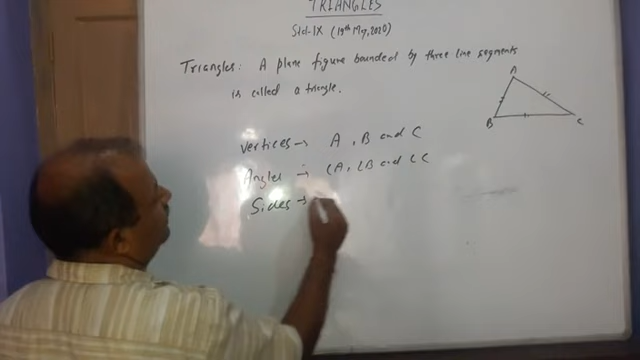 TRIANGLES
Std-IX (19th May, 2020)
Triangles: A plane figure bounded by three line segments
is called a triangle.
A
B
C
Vertices → A, B and C
Angles → ∠A, ∠B and ∠C
Sides →